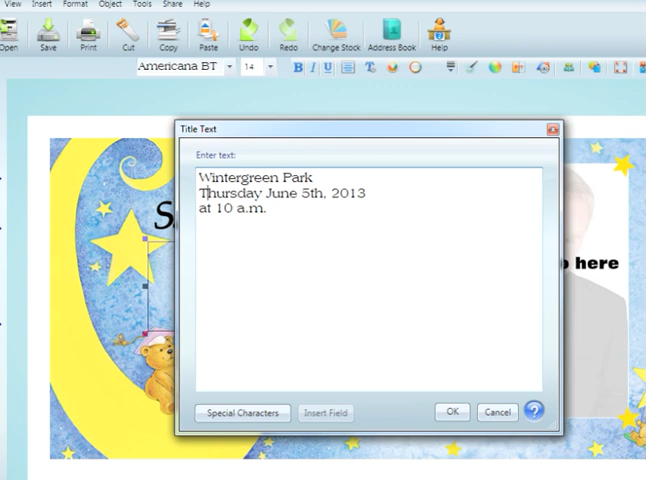 View Insert Format Object Tools Share Help
Open Save Print Cut Copy Paste Undo Redo Change Stock Address Book Help
Americana BT 14 B I U
Title Text
Enter text:
Wintergreen Park
Thursday June 5th, 2013
at 10 a.m.
here
Special Characters Insert Field OK Cancel ?